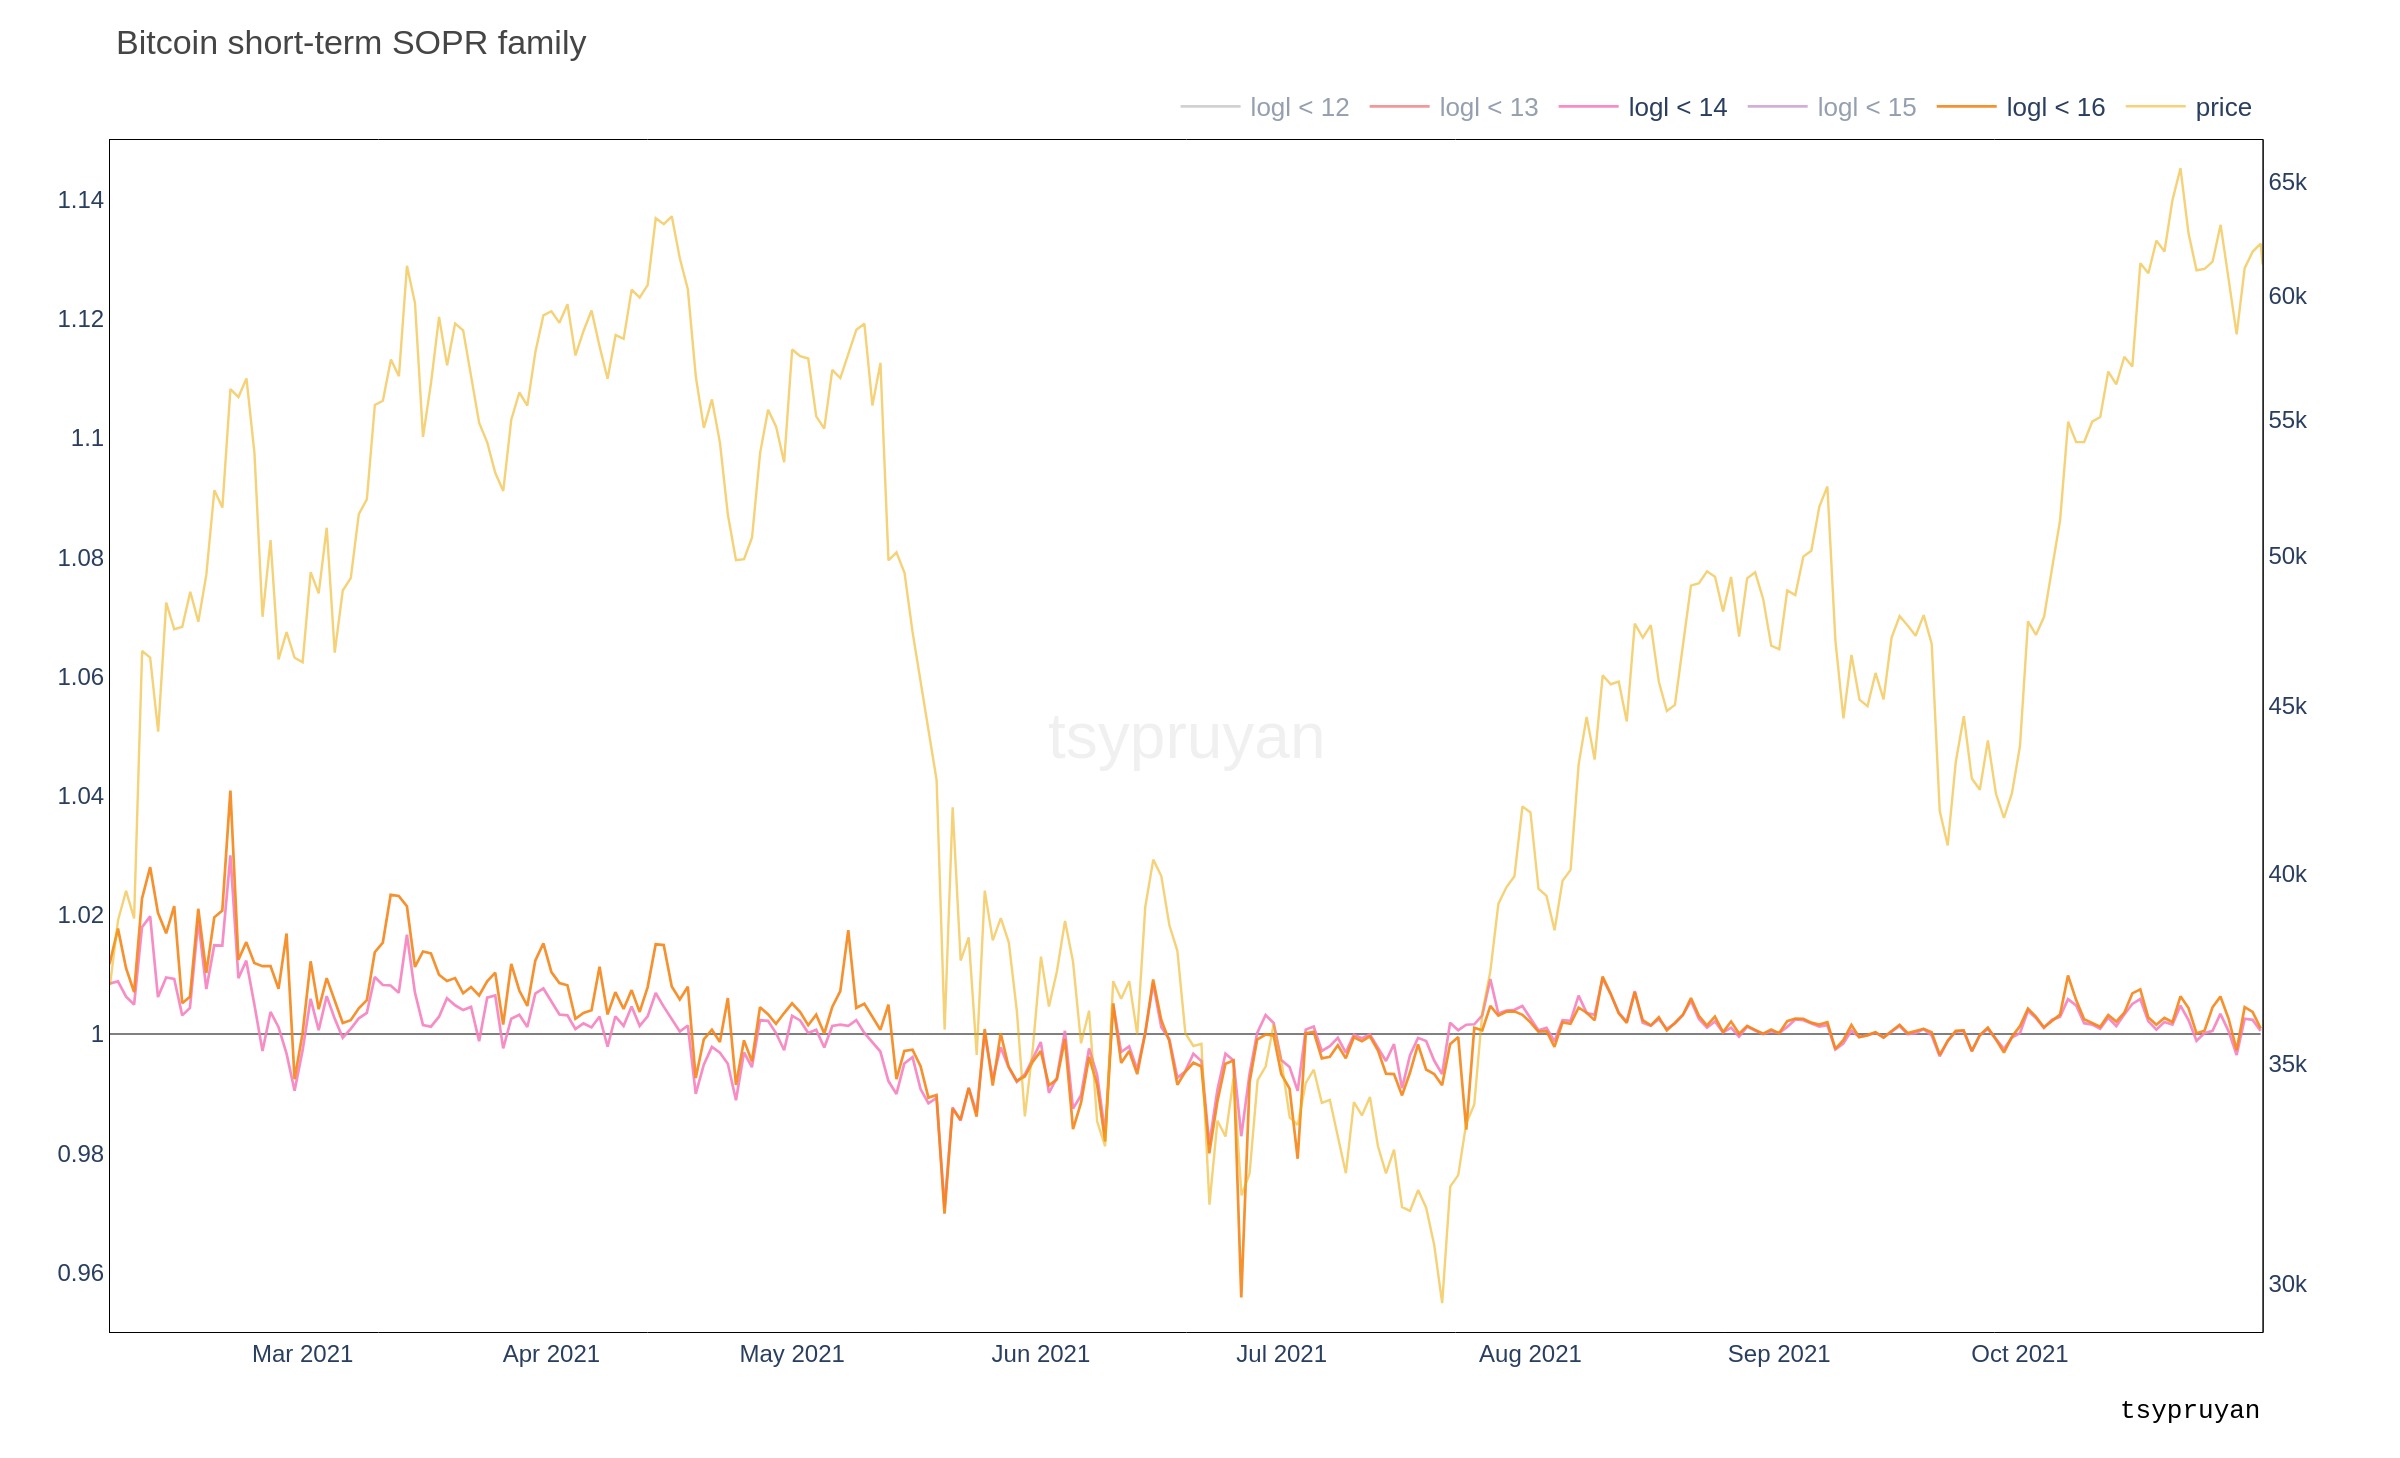 Bitcoin short-term SOPR family
logl < 12 logl < 13 logl < 14 logl < 15 logl < 16 price
1.14
1.12
1.1
1.08
1.06
1.04
1.02
1
0.98
0.96
65k
60k
55k
50k
45k
40k
35k
30k
tsypruyan
Mar 2021 Apr 2021 May 2021 Jun 2021 Jul 2021 Aug 2021 Sep 2021 Oct 2021
tsypruyan